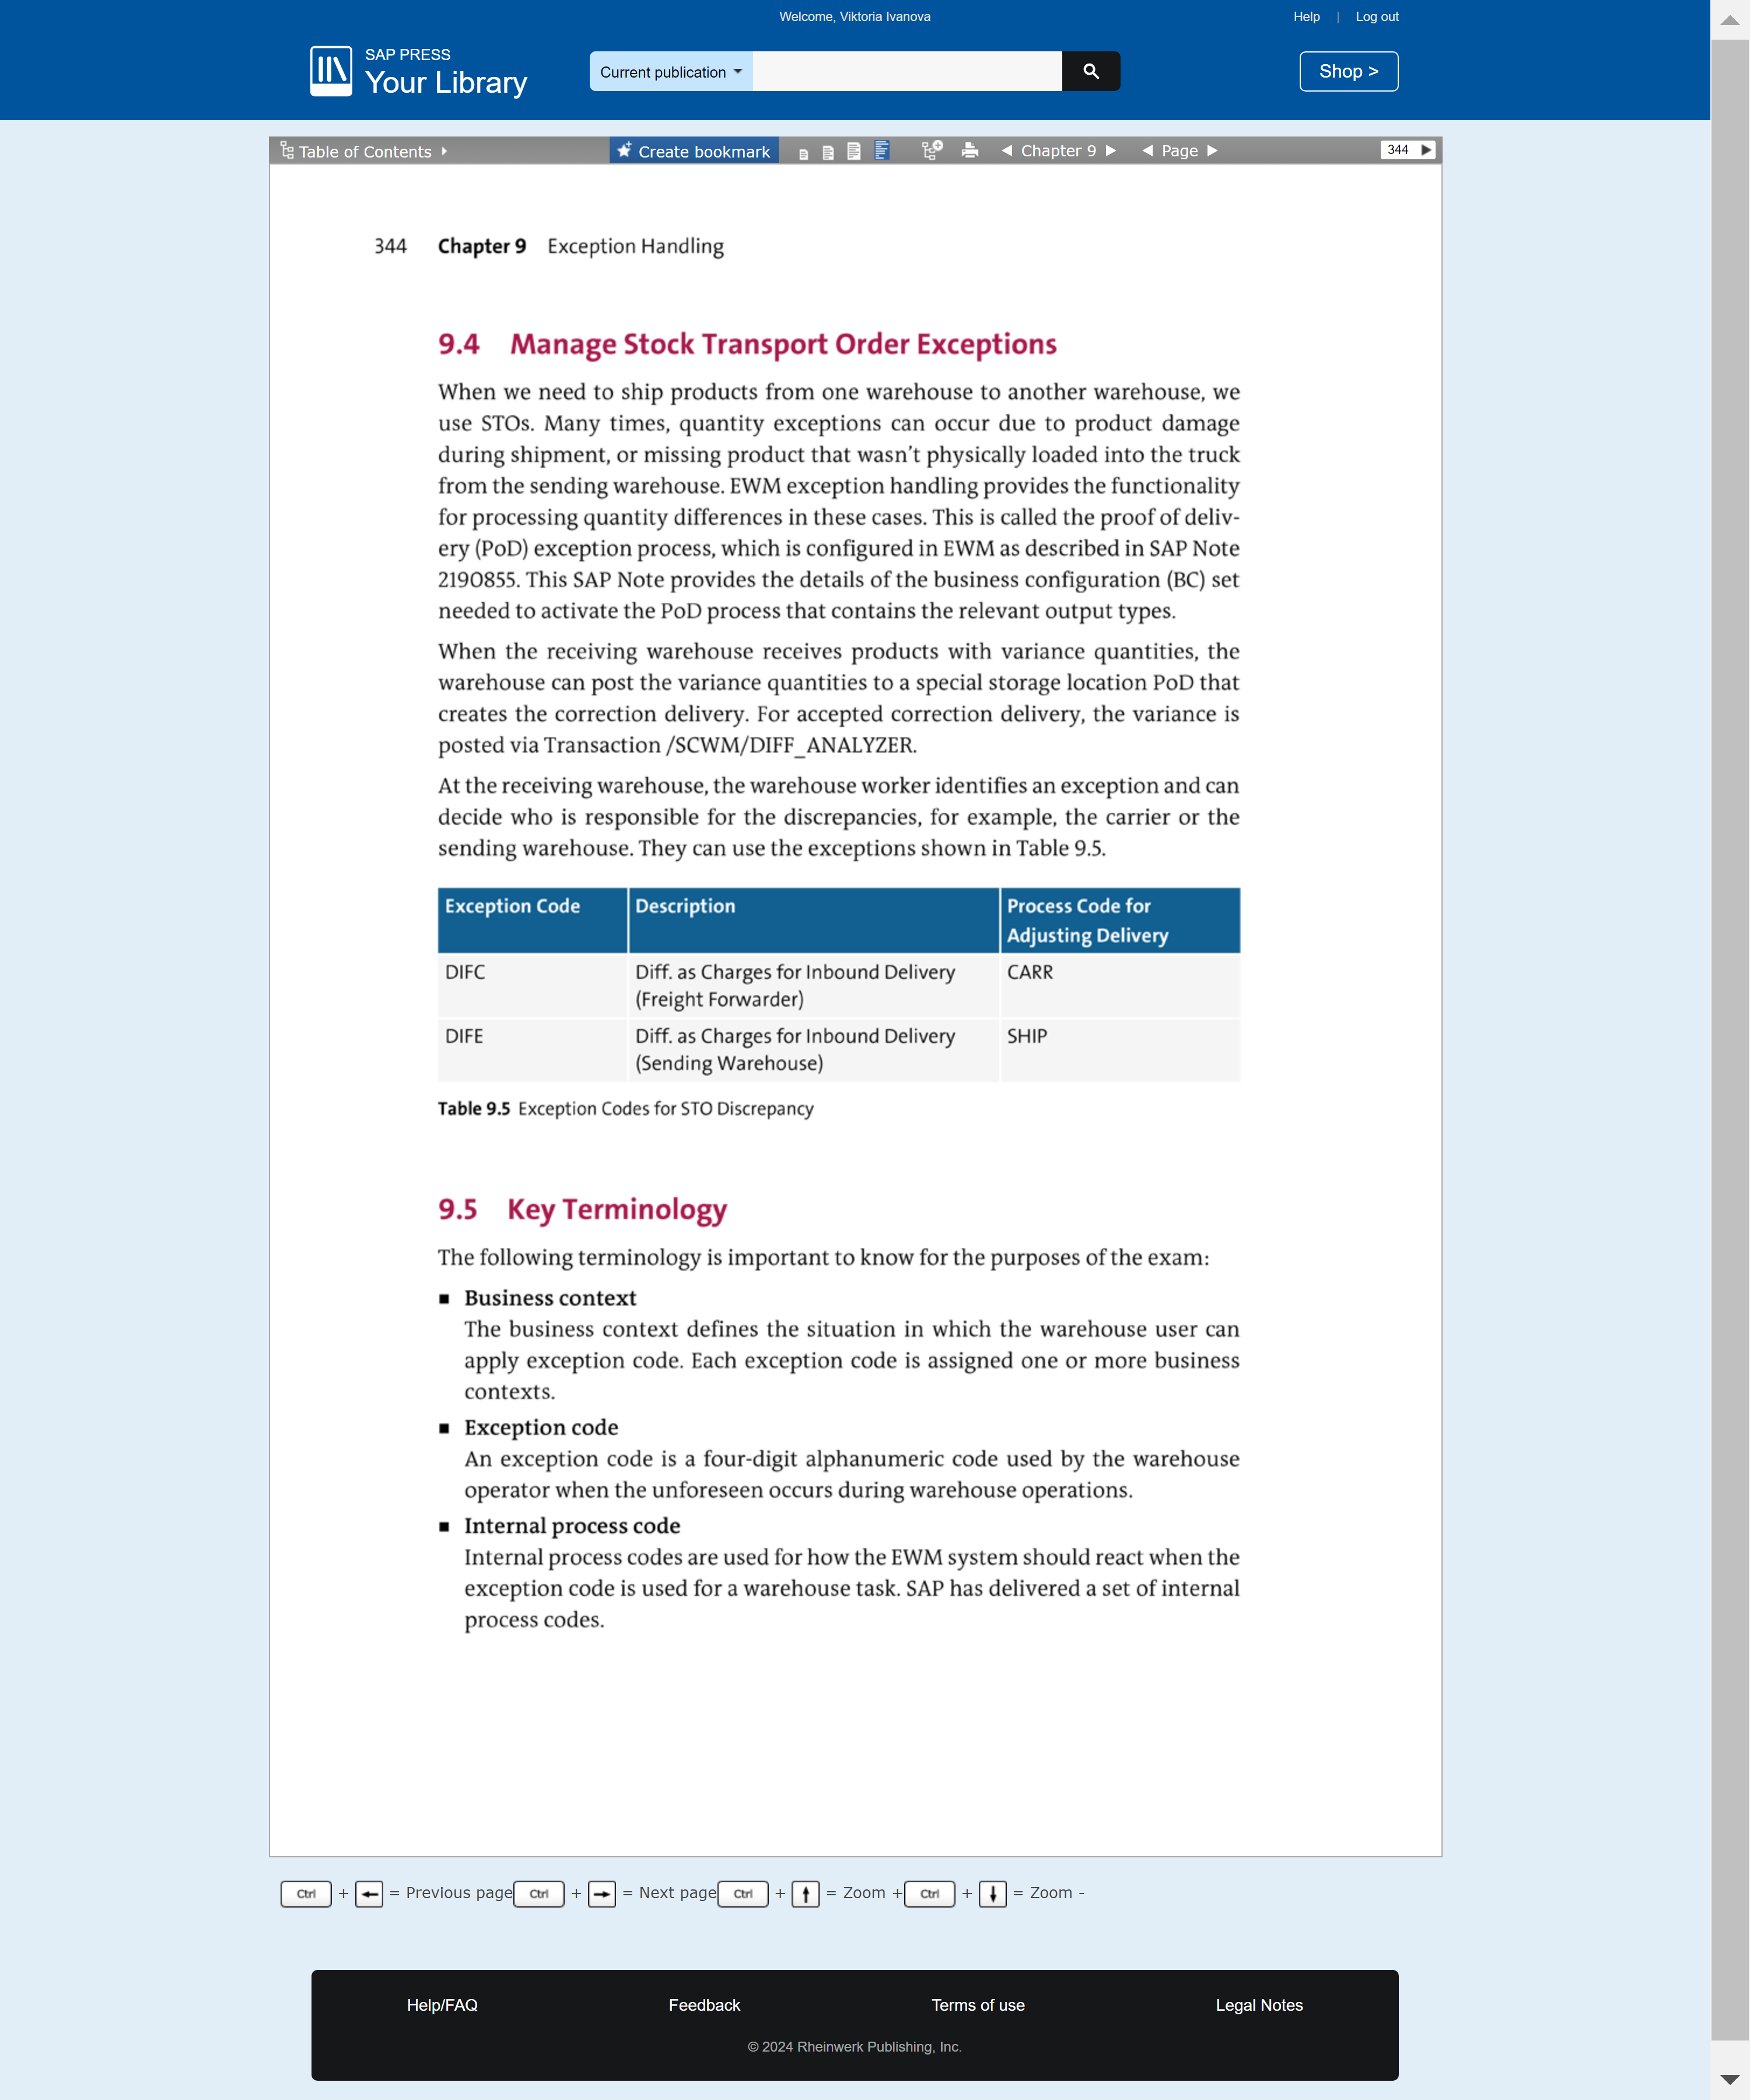 Welcome, Viktoria Ivanova
Help | Log out
SAP PRESS
Your Library
Current publication
Shop >
Table of Contents
Create bookmark
Chapter 9
Page
344
344 Chapter 9 Exception Handling
9.4 Manage Stock Transport Order Exceptions
When we need to ship products from one warehouse to another warehouse, we
use STOs. Many times, quantity exceptions can occur due to product damage
during shipment, or missing product that wasn't physically loaded into the truck
from the sending warehouse. EWM exception handling provides the functionality
for processing quantity differences in these cases. This is called the proof of deliv-
ery (PoD) exception process, which is configured in EWM as described in SAP Note
2190855. This SAP Note provides the details of the business configuration (BC) set
needed to activate the PoD process that contains the relevant output types.
When the receiving warehouse receives products with variance quantities, the
warehouse can post the variance quantities to a special storage location PoD that
creates the correction delivery. For accepted correction delivery, the variance is
posted via Transaction /SCWM/DIFF_ANALYZER.
At the receiving warehouse, the warehouse worker identifies an exception and can
decide who is responsible for the discrepancies, for example, the carrier or the
sending warehouse. They can use the exceptions shown in Table 9.5.
Exception Code Description Process Code for
Adjusting Delivery
DIFC Diff. as Charges for Inbound Delivery CARR
(Freight Forwarder)
DIFE Diff. as Charges for Inbound Delivery SHIP
(Sending Warehouse)
Table 9.5 Exception Codes for STO Discrepancy
9.5 Key Terminology
The following terminology is important to know for the purposes of the exam:
■ Business context
The business context defines the situation in which the warehouse user can
apply exception code. Each exception code is assigned one or more business
contexts.
■ Exception code
An exception code is a four-digit alphanumeric code used by the warehouse
operator when the unforeseen occurs during warehouse operations.
■ Internal process code
Internal process codes are used for how the EWM system should react when the
exception code is used for a warehouse task. SAP has delivered a set of internal
process codes.
Ctrl + ← = Previous page Ctrl + → = Next page Ctrl + ↑ = Zoom + Ctrl + ↓ = Zoom -
Help/FAQ Feedback Terms of use Legal Notes
© 2024 Rheinwerk Publishing, Inc.